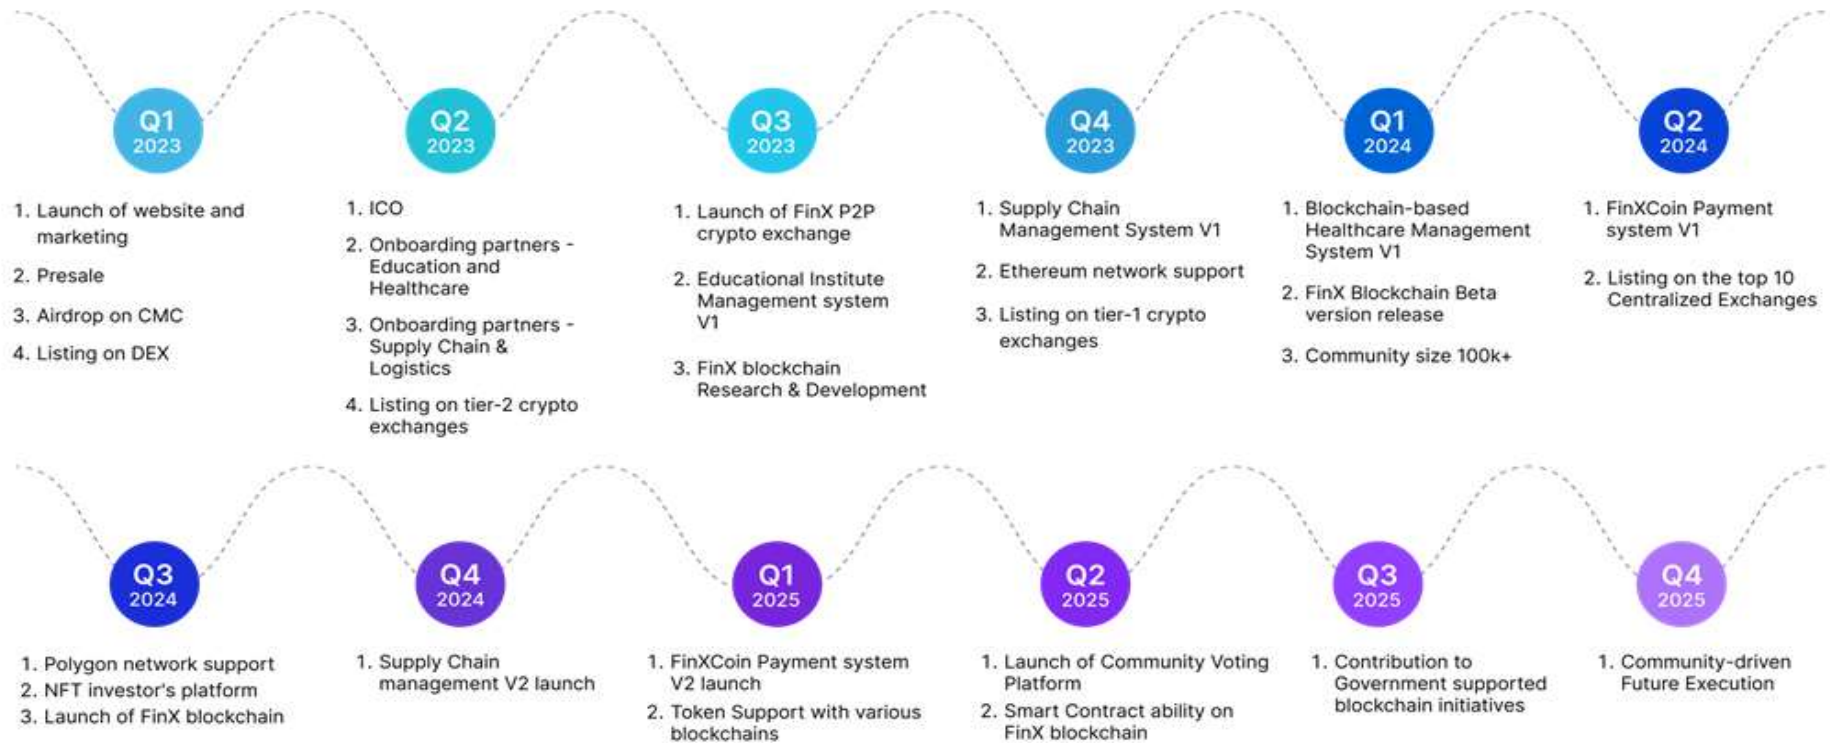 Q1
2023
1. Launch of website and
marketing
2. Presale
3. Airdrop on CMC
4. Listing on DEX
Q2
2023
1. ICO
2. Onboarding partners -
Education and
Healthcare
3. Onboarding partners -
Supply Chain &
Logistics
4. Listing on tier-2 crypto
exchanges
Q3
2023
1. Launch of FinX P2P
crypto exchange
2. Educational Institute
Management system
V1
3. FinX blockchain
Research & Development
Q4
2023
1. Supply Chain
Management System V1
2. Ethereum network support
3. Listing on tier-1 crypto
exchanges
Q1
2024
1. Blockchain-based
Healthcare Management
System V1
2. FinX Blockchain Beta
version release
3. Community size 100k+
Q2
2024
1. FinXCoin Payment
system V1
2. Listing on the top 10
Centralized Exchanges
Q3
2024
1. Polygon network support
2. NFT investor's platform
3. Launch of FinX blockchain
Q4
2024
1. Supply Chain
management V2 launch
Q1
2025
1. FinXCoin Payment system
V2 launch
2. Token Support with various
blockchains
Q2
2025
1. Launch of Community Voting
Platform
2. Smart Contract ability on
FinX blockchain
Q3
2025
1. Contribution to
Government supported
blockchain initiatives
Q4
2025
1. Community-driven
Future Execution